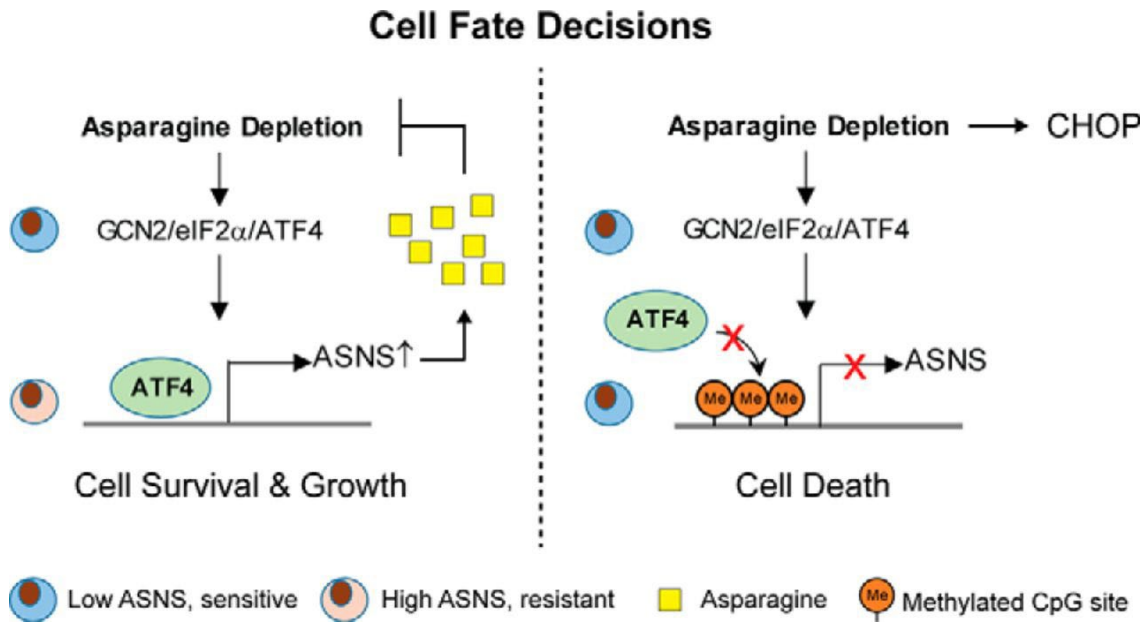 Cell Fate Decisions
Asparagine Depletion
GCN2/eIF2α/ATF4
ATF4
ASNS↑
Cell Survival & Growth
Asparagine Depletion
CHOP
GCN2/eIF2α/ATF4
ATF4
Me Me Me
ASNS
Cell Death
Low ASNS, sensitive
High ASNS, resistant
Asparagine
Me
Methylated CpG site